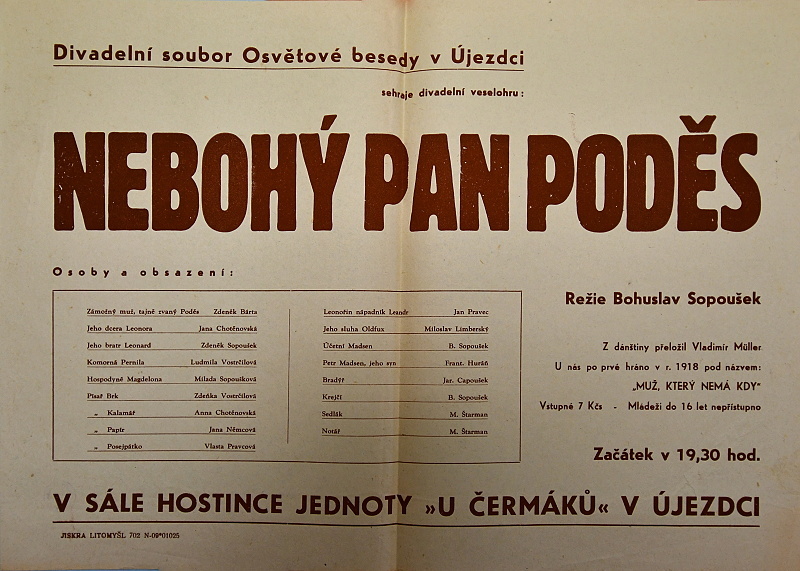 Divadelní soubor Osvětové besedy v Újezdci
sehraje divadelní veselohru:
NEBOHÝ PAN PODĚS
Osoby a obsazení:
Zámožný muž, tajně zvaný Poděs Zdeněk Bárta
Jeho dcera Leonora Jana Chotěnovská
Jeho bratr Leonard Zdeněk Sopoušek
Komorná Pernila Ludmila Vostrčilová
Hospodyně Magdelona Milada Sopoušková
Písař Brk Zdeňka Vostrčilová
„ Kalamář Anna Chotěnovská
„ Papír Jana Němcová
„ Posejpátko Vlasta Pravcová
Leonořin nápadník Leandr Jan Pravec
Jeho sluha Oldfux Miloslav Limberský
Účetní Madsen B. Sopoušek
Petr Madsen, jeho syn Frant. Huráň
Bradýř Jar. Capoušek
Krejčí B. Sopoušek
Sedlák M. Štarman
Notář M. Štarman
Režie Bohuslav Sopoušek
Z dánštiny přeložil Vladimír Müller
U nás po prvé hráno v r. 1918 pod názvem:
„MUŽ, KTERÝ NEMÁ KDY“
Vstupné 7 Kčs - Mládeži do 16 let nepřístupno
Začátek v 19,30 hod.
V SÁLE HOSTINCE JEDNOTY »U ČERMÁKŮ« V ÚJEZDCI
JISKRA LITOMYŠL 702 N-09*01025